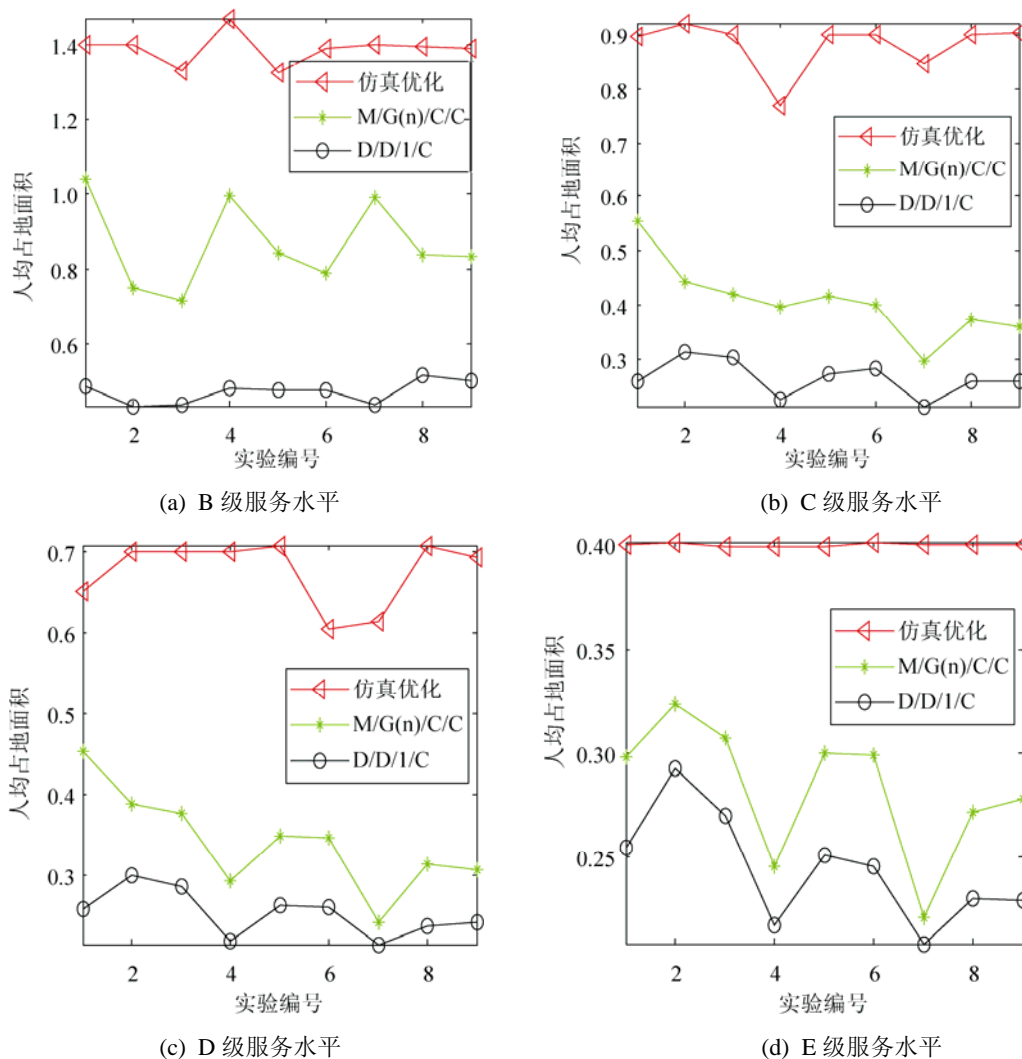 1.4
1.2
1.0
0.8
0.6
人均占地面积
仿真优化
M/G(n)/C/C
D/D/1/C
2 4 6 8
实验编号
(a) B 级服务水平
0.9
0.8
0.7
0.6
0.5
0.4
0.3
人均占地面积
仿真优化
M/G(n)/C/C
D/D/1/C
2 4 6 8
实验编号
(b) C 级服务水平
0.7
0.6
0.5
0.4
0.3
人均占地面积
仿真优化
M/G(n)/C/C
D/D/1/C
2 4 6 8
实验编号
(c) D 级服务水平
0.40
0.35
0.30
0.25
人均占地面积
仿真优化
M/G(n)/C/C
D/D/1/C
2 4 6 8
实验编号
(d) E 级服务水平